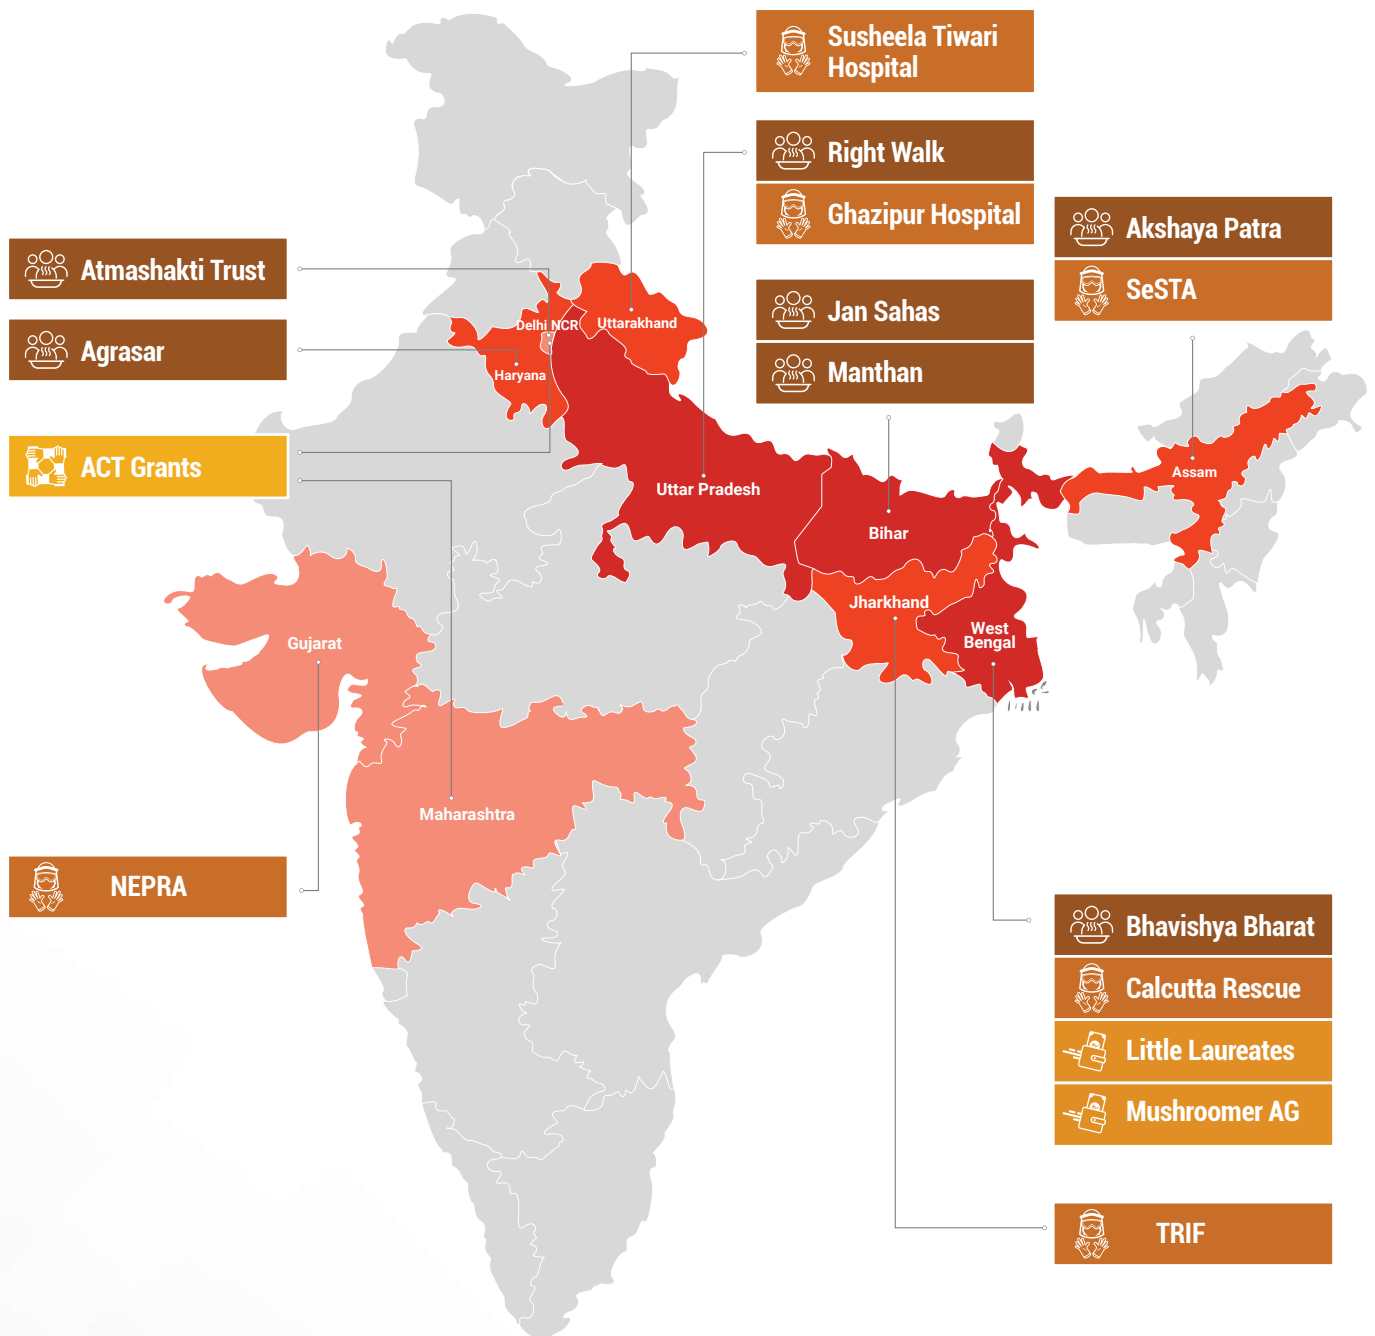 Susheela Tiwari
Hospital
Right Walk
Ghazipur Hospital
Akshaya Patra
SeSTA
Atmashakti Trust
Agrasar
ACT Grants
Jan Sahas
Manthan
Delhi NCR
Uttarakhand
Haryana
Uttar Pradesh
Bihar
Assam
Jharkhand
West
Bengal
Gujarat
Maharashtra
NEPRA
Bhavishya Bharat
Calcutta Rescue
Little Laureates
Mushroomer AG
TRIF